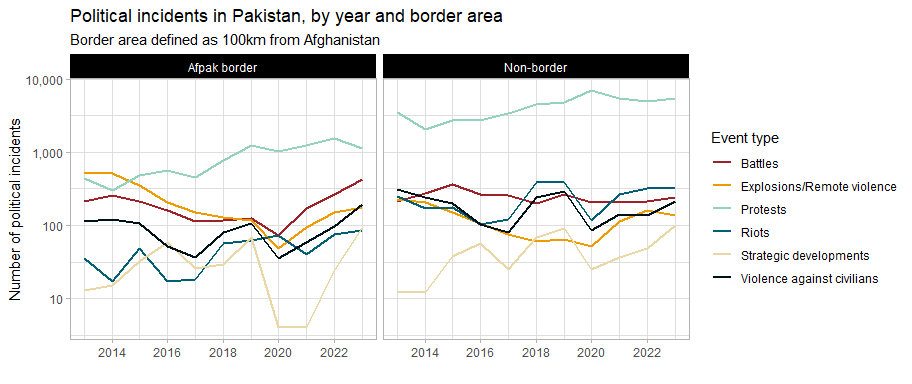 Political incidents in Pakistan, by year and border area
Border area defined as 100km from Afghanistan
Afpak border
Non-border
Number of political incidents
10,000
1,000
100
10
2014
2016
2018
2020
2022
2014
2016
2018
2020
2022
Event type
Battles
Explosions/Remote violence
Protests
Riots
Strategic developments
Violence against civilians